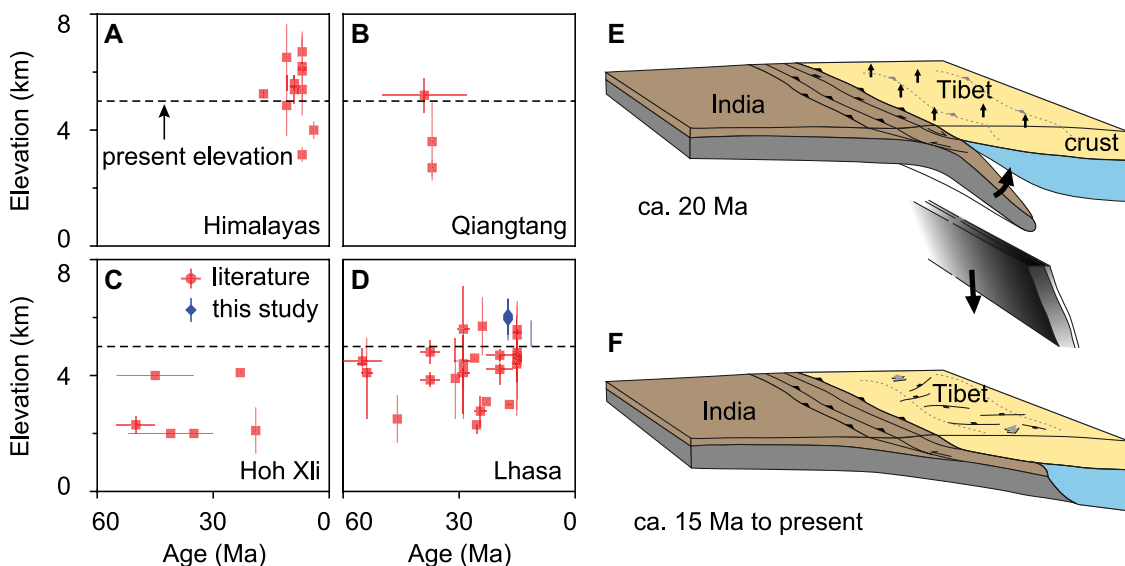 8
A
B
E
Elevation (km)
4
present elevation
0
Himalayas
Qiangtang
India
Tibet
crust
ca. 20 Ma
8
C
literature
this study
D
Elevation (km)
4
0
Hoh Xli
Lhasa
60
30
0
60
30
0
Age (Ma)
Age (Ma)
F
India
Tibet
ca. 15 Ma to present